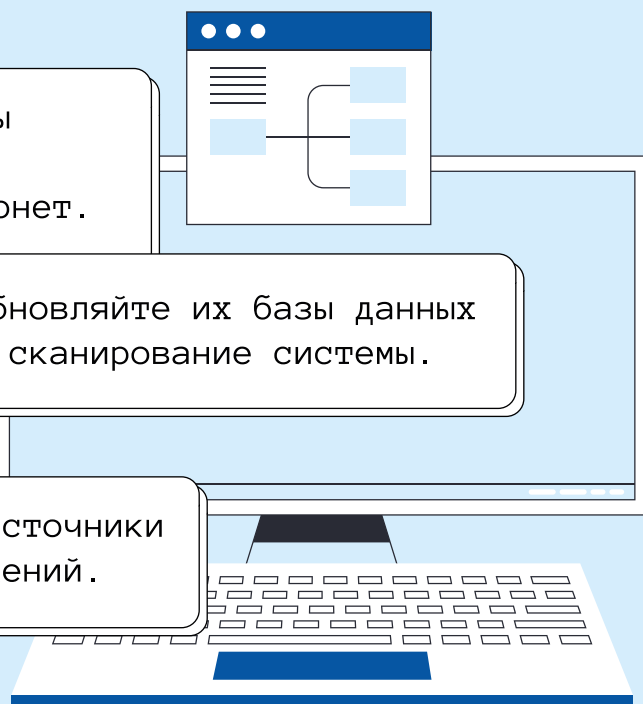 ы
рнет.
бновляйте их базы данных
сканирование системы.
сточники
ений.